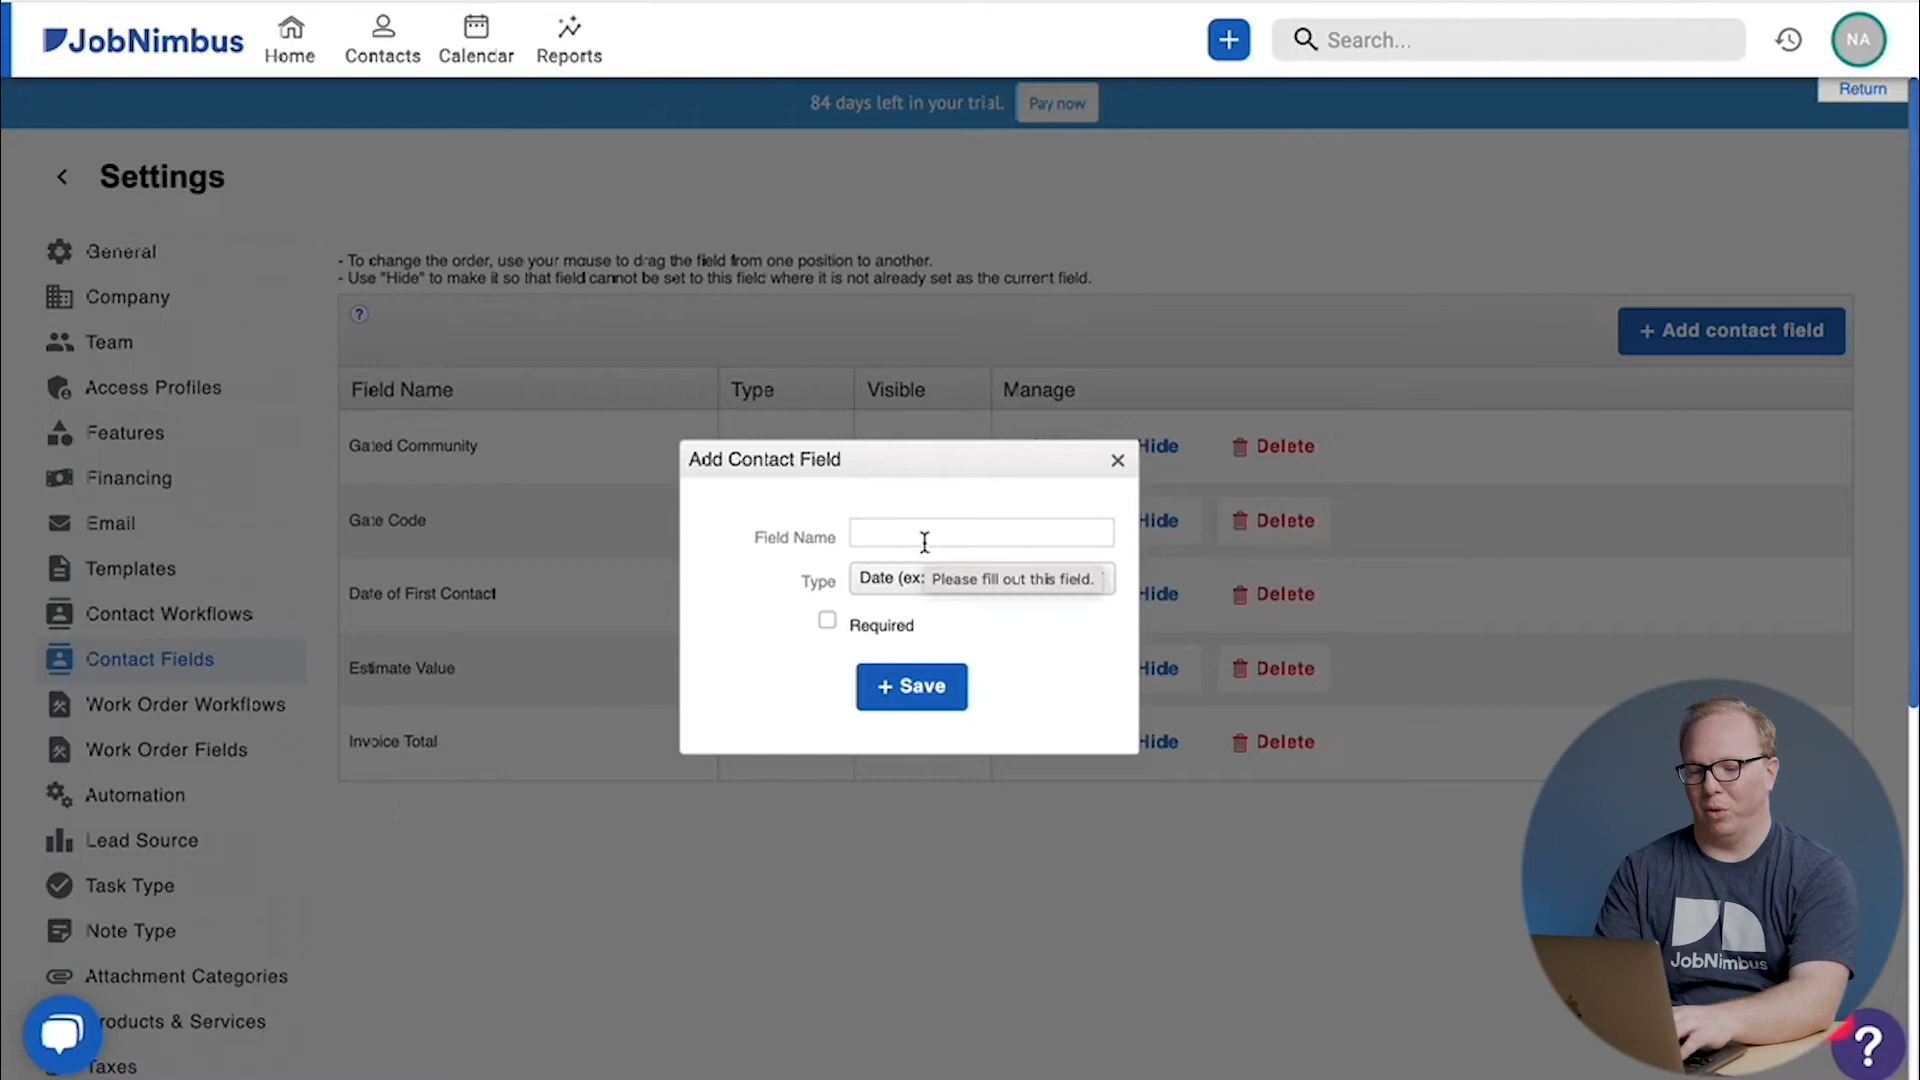 JobNimbus
Home
Contacts
Calendar
Reports
Search...
NA
84 days left in your trial.
Pay now
Return
Settings
General
Company
Team
Access Profiles
Features
Financing
Email
Templates
Contact Workflows
Contact Fields
Work Order Workflows
Work Order Fields
Automation
Lead Source
Task Type
Note Type
Attachment Categories
roducts & Services
Taxes
- To change the order, use your mouse to drag the field from one position to another.
- Use "Hide" to make it so that field cannot be set to this field where it is not already set as the current field.
?
+ Add contact field
Field Name Type Visible Manage
Gated Community Hide Delete
Gate Code Hide Delete
Date of First Contact Hide Delete
Estimate Value Hide Delete
Invoice Total Hide Delete
Add Contact Field
Field Name
Type Date (ex: Please fill out this field.
Required
+ Save
JobNimbus
?